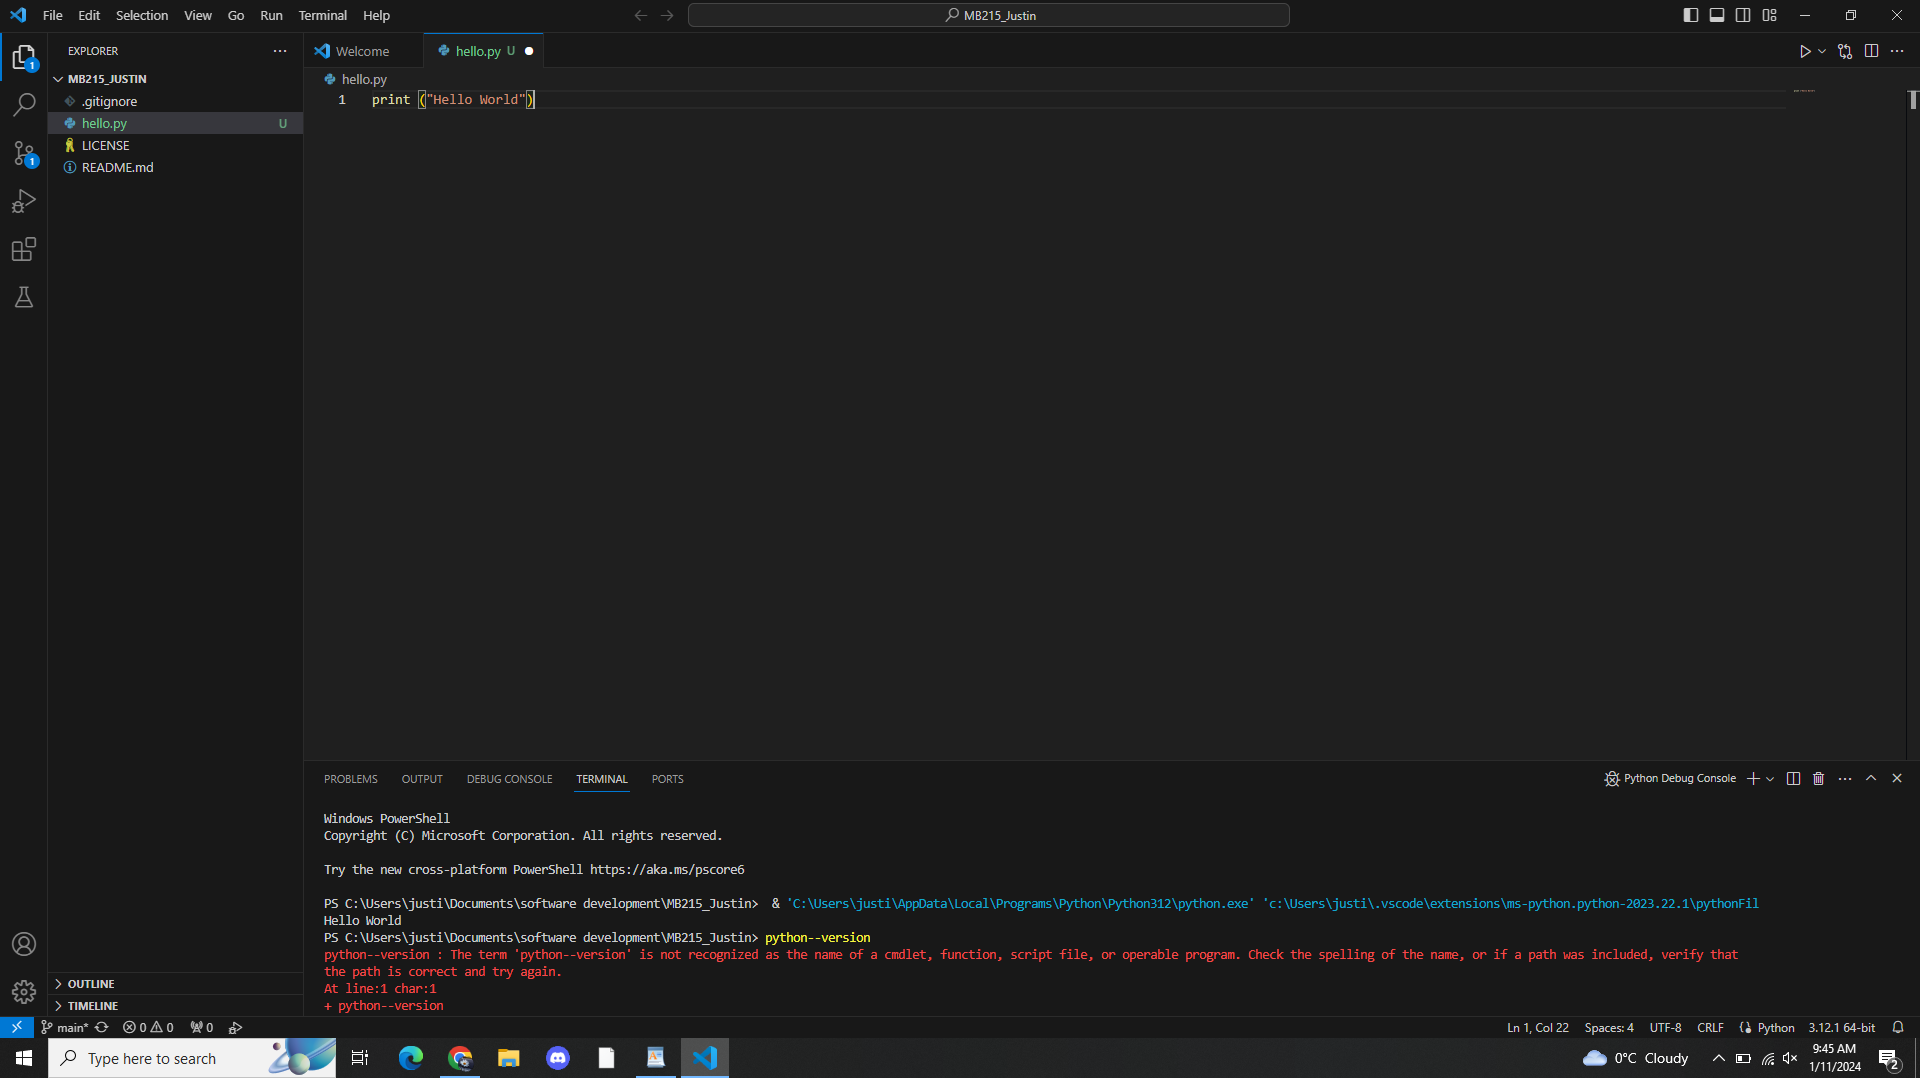 File Edit Selection View Go Run Terminal Help
MB215_Justin
EXPLORER
Welcome
hello.py U
MB215_JUSTIN
.gitignore
hello.py U
LICENSE
README.md
hello.py
1 print ("Hello World")
1
1
PROBLEMS OUTPUT DEBUG CONSOLE TERMINAL PORTS
Python Debug Console
Windows PowerShell
Copyright (C) Microsoft Corporation. All rights reserved.
Try the new cross-platform PowerShell https://aka.ms/pscore6
PS C:\Users\justi\Documents\software development\MB215_Justin>  & 'C:\Users\justi\AppData\Local\Programs\Python\Python312\python.exe' 'c:\Users\justi\.vscode\extensions\ms-python.python-2023.22.1\pythonFil
Hello World
PS C:\Users\justi\Documents\software development\MB215_Justin> python--version
python--version : The term 'python--version' is not recognized as the name of a cmdlet, function, script file, or operable program. Check the spelling of the name, or if a path was included, verify that
the path is correct and try again.
At line:1 char:1
+ python--version
OUTLINE
TIMELINE
main* 0 0 0
Ln 1, Col 22 Spaces: 4 UTF-8 CRLF Python 3.12.1 64-bit
Type here to search
0°C Cloudy
9:45 AM
1/11/2024
2